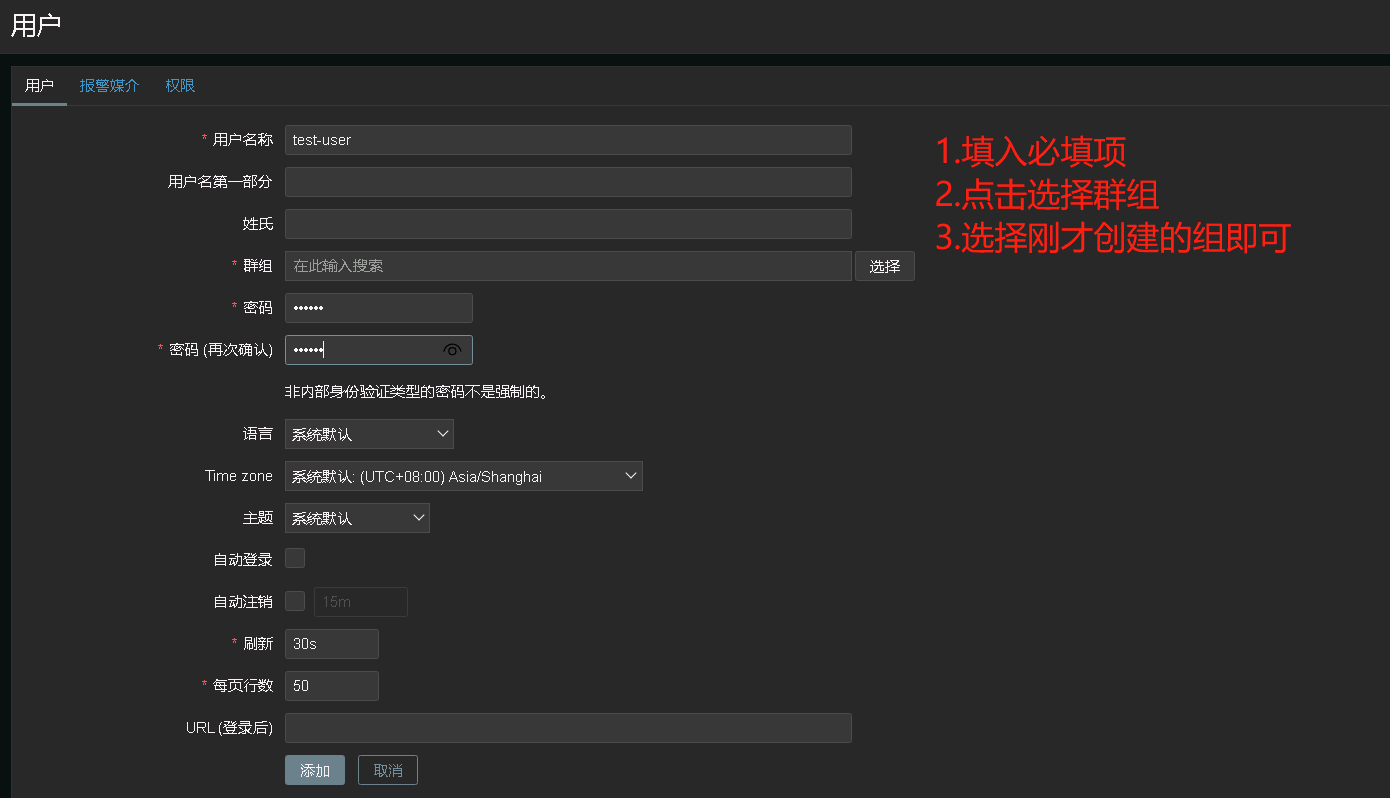 用户
用户 报警媒介 权限
* 用户名称 test-user
用户名第一部分
姓氏
* 群组 在此输入搜索 选择
* 密码 ••••••
* 密码 (再次确认) ••••••
非内部身份验证类型的密码不是强制的。
语言 系统默认
Time zone 系统默认: (UTC+08:00) Asia/Shanghai
主题 系统默认
自动登录
自动注销 15m
* 刷新 30s
* 每页行数 50
URL (登录后)
添加 取消
1.填入必填项
2.点击选择群组
3.选择刚才创建的组即可